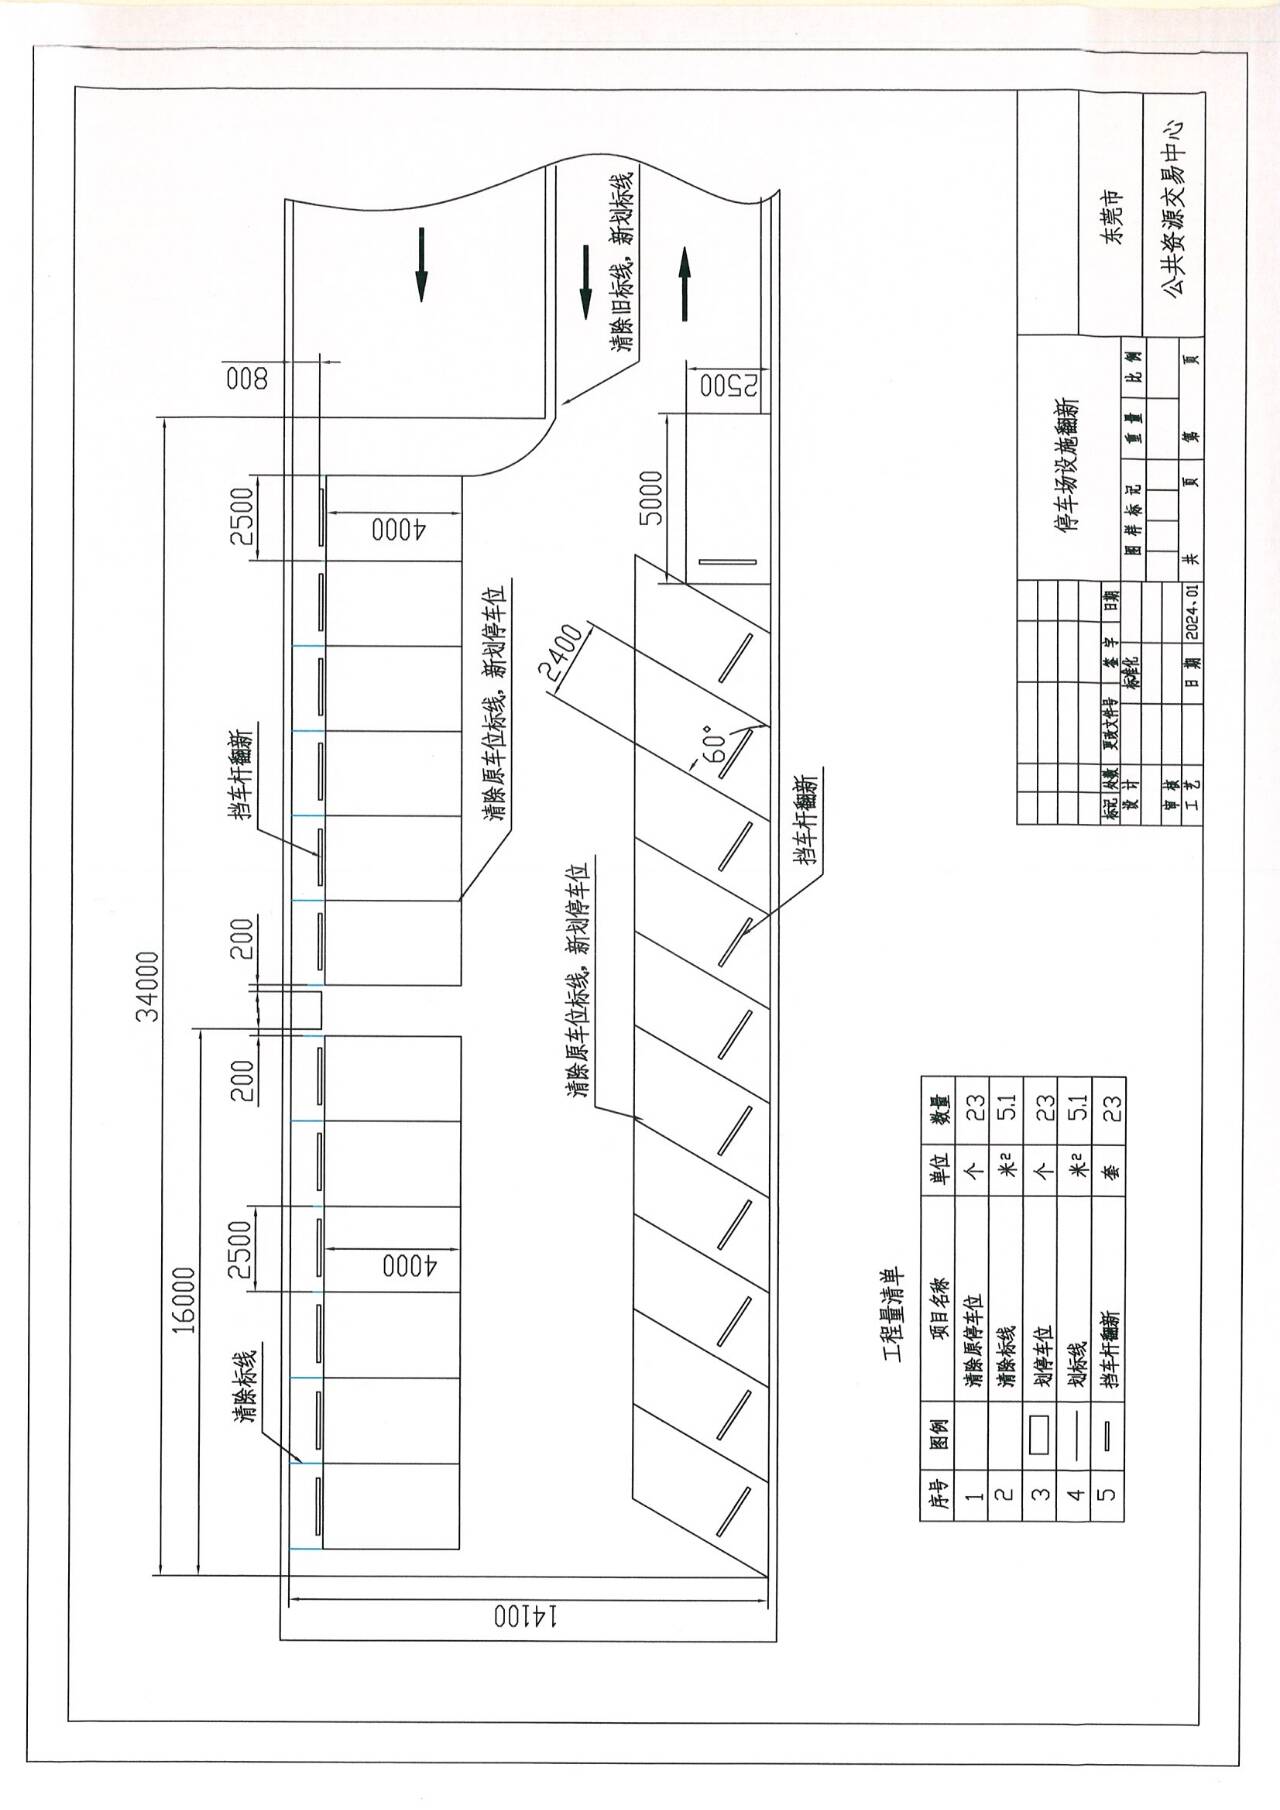 34000
16000
2500
200
200
2500
800
清除标线
挡车杆翻新
4000
4000
清除原车位标线，新划停车位
清除旧标线，新划标线
14100
清除原车位标线，新划停车位
2400
60°
5000
2500
挡车杆翻新
工程量清单
序号 图例 项目名称 单位 数量
1 清除原停车位 个 23
2 清除标线 米² 5.1
3 划停车位 个 23
4 划标线 米² 5.1
5 挡车杆翻新 套 23
停车场设施翻新
东莞市
公共资源交易中心
标记 处数 更改文件号 签字 日期
设计 标准化
图样标记 重量 比例
审核
工艺 日期 2024、01
共 页 第 页